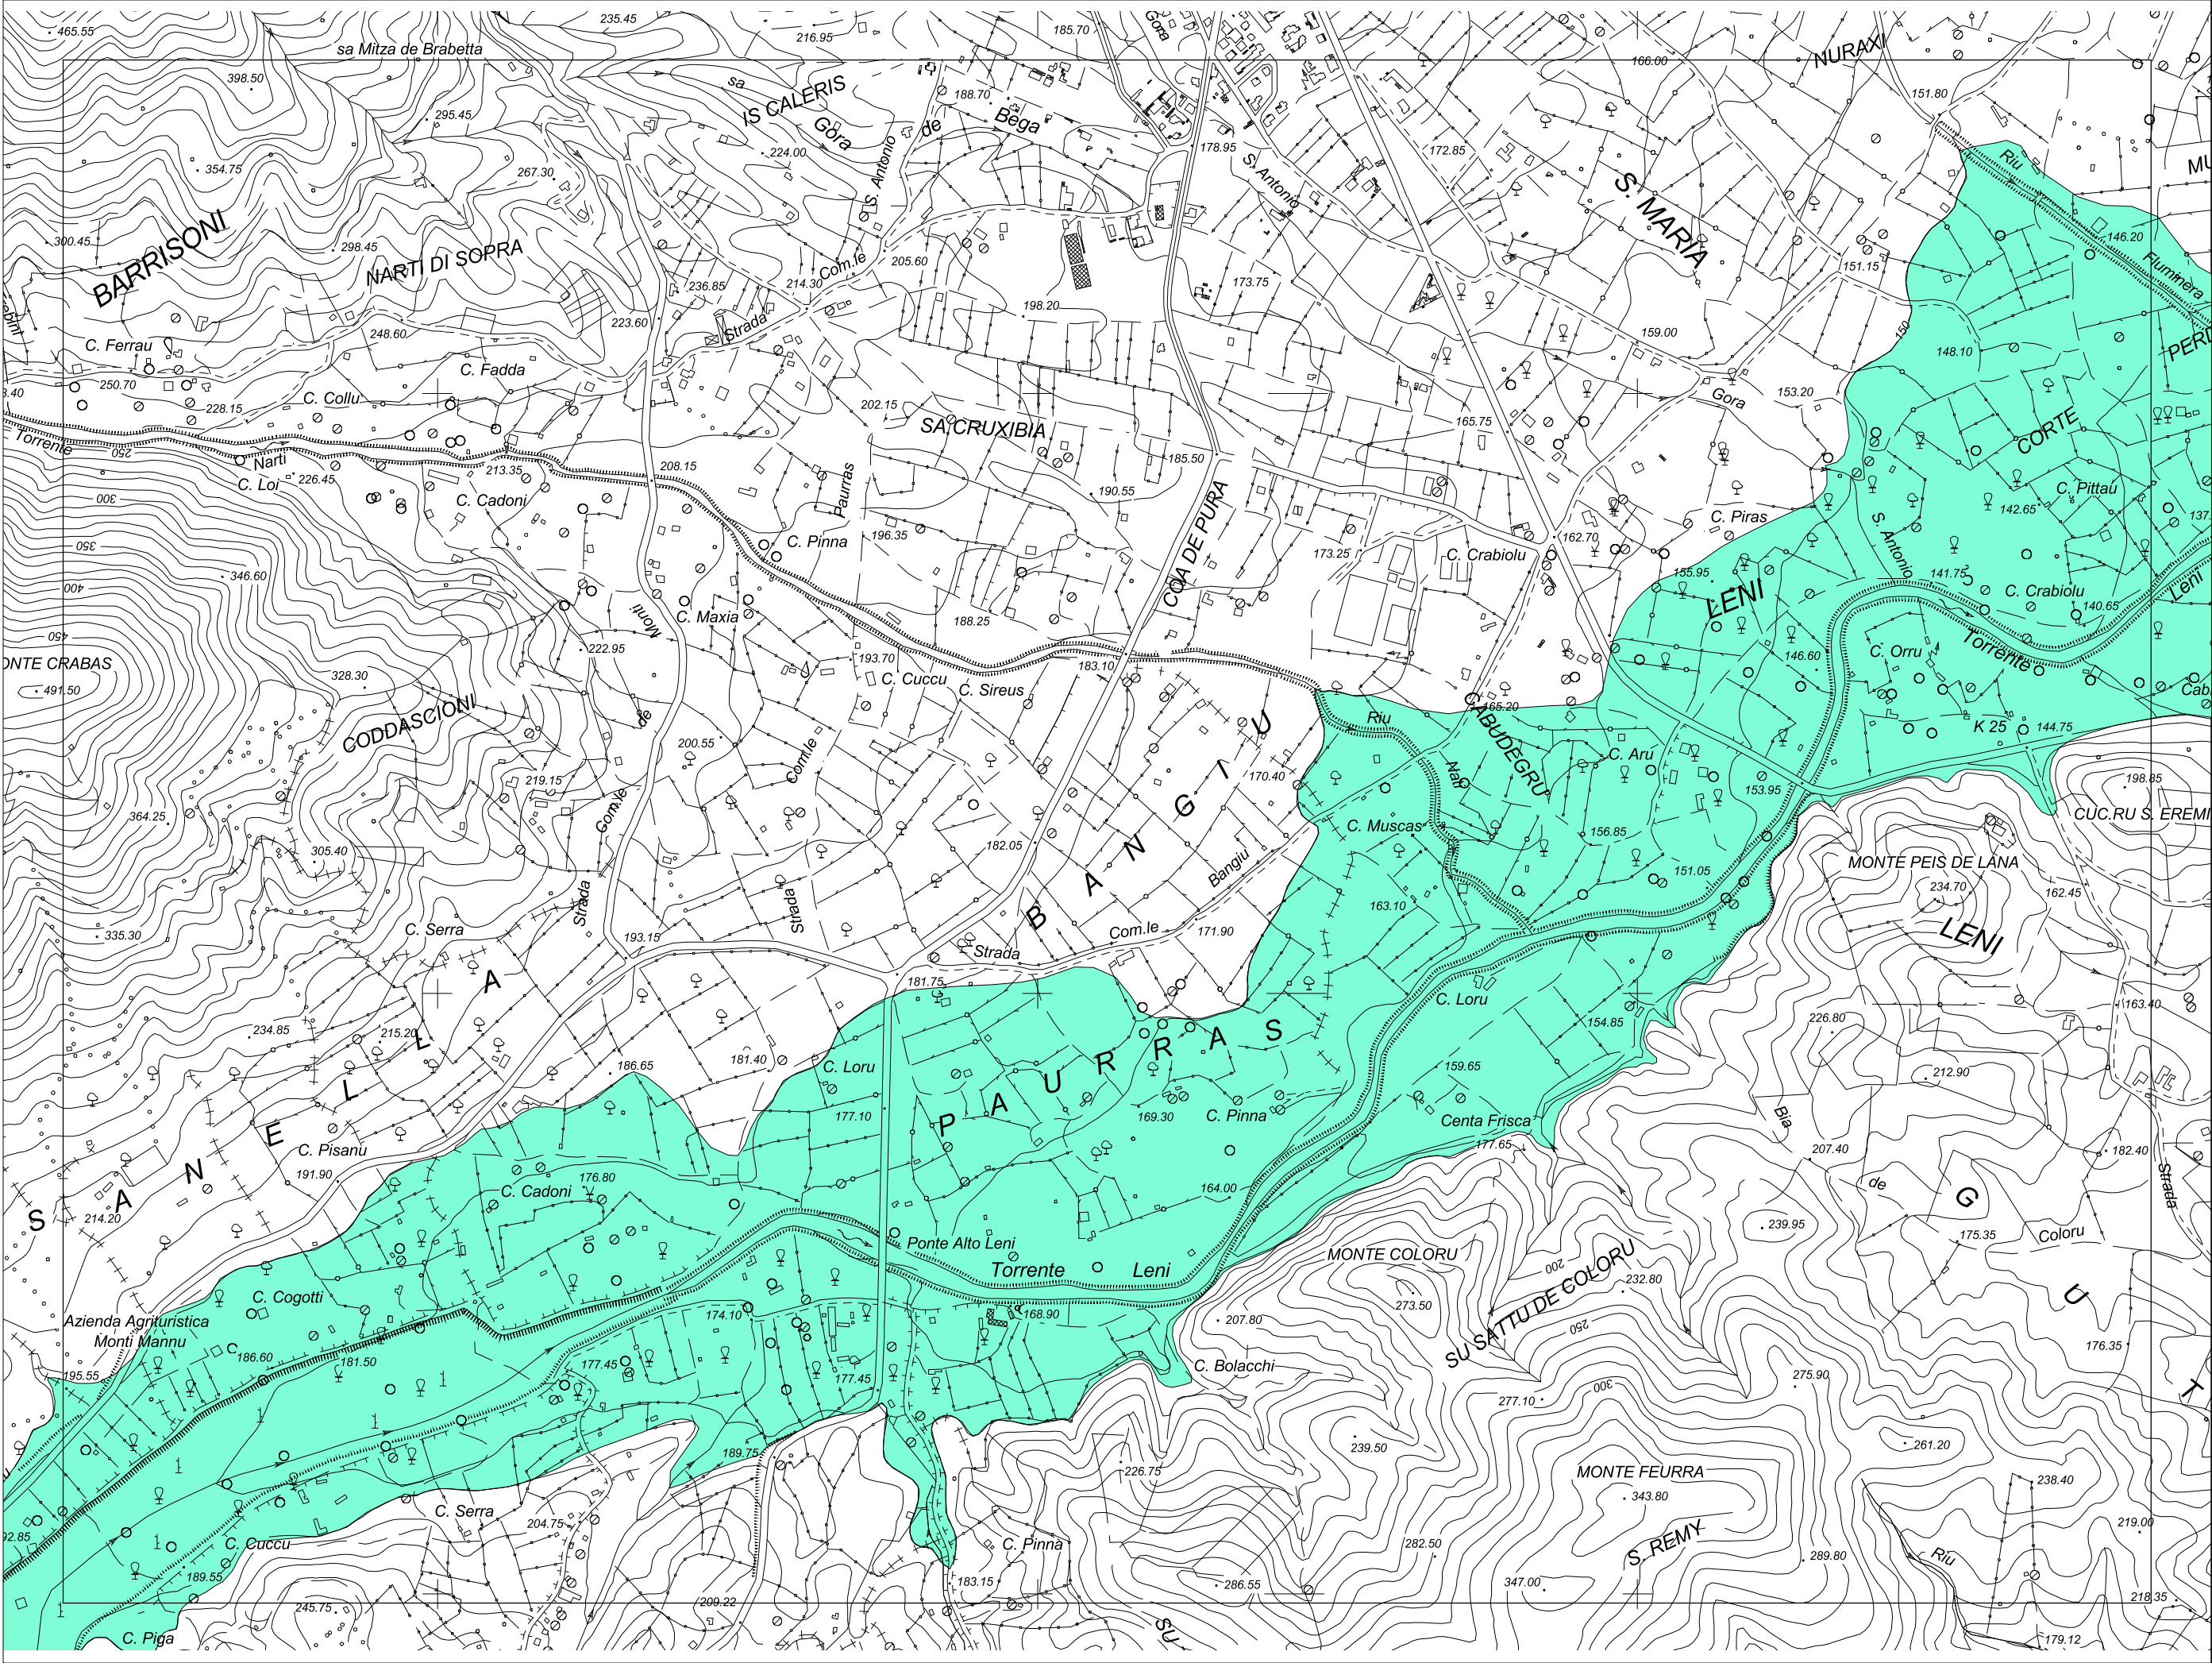 465.55
sa Mitza de Brabetta
235.45
216.95
185.70
Gora
166.00
NURAXI
398.50
295.45
sa
IS CALERIS
Gora
de
Bega
188.70
151.80
354.75
267.30
224.00
S. Antonio
178.95
S. Antonio
172.85
S. MARIA
Riu
MU
300.45
BARRISONI
298.45
NARTI DI SOPRA
236.85
214.30
Com.le
205.60
198.20
173.75
151.15
146.20
Fluminera
C. Ferrau
248.60
223.60
Strada
159.00
150
148.10
PERD
250.70
3.40
228.15
C. Collu
C. Fadda
202.15
SA CRUXIBIA
165.75
Gora
153.20
CORTE
Torrente
250
Narti
C. Loi
226.45
213.35
208.15
185.50
C. Cadoni
300
Paurras
190.55
C. Piras
C. Pittau
142.65
137.
350
C. Pinna
196.35
COA DE PURA
173.25
162.70
C. Crabiolu
S. Antonio
346.60
400
155.95
LENI
141.75
C. Crabiolu
140.65
Leni
450
Monti
C. Maxia
188.25
ONTE CRABAS
491.50
222.95
193.70
C. Cuccu
C. Sireus
183.10
146.60
C. Orru
Torrente
328.30
CODDASCIONI
de
Cab
200.55
Riu
165.20
CABUDEGRU
K 25
144.75
219.15
Com.le
Com.le
170.40
Narti
C. Aru
153.95
198.85
364.25
C. Muscas
156.85
CUC.RU S. EREMI
305.40
182.05
B A N G I U
Bangiu
151.05
MONTE PEIS DE LANA
234.70
162.45
LENI
335.30
C. Serra
Strada
193.15
Strada
163.10
Strada
Com.le
171.90
181.75
C. Loru
163.40
234.85
215.20
186.65
181.40
C. Loru
154.85
226.80
P A U R R A S
159.65
212.90
177.10
169.30
C. Pinna
Centa Frisca
177.65
Bia
S A N E L L A
C. Pisanu
191.90
C. Cadoni
176.80
164.00
207.40
182.40
Strada
214.20
de
G U T
Ponte Alto Leni
Torrente Leni
MONTE COLORU
239.95
175.35
Coloru
C. Cogotti
273.50
200
232.80
SU SATTU DE COLORU
Azienda Agrituristica
Monti Mannu
174.10
168.90
207.80
250
176.35
186.60
181.50
177.45
177.45
C. Bolacchi
195.55
277.10
300
275.90
189.75
239.50
261.20
226.75
MONTE FEURRA
343.80
238.40
C. Serra
204.75
219.00
92.85
C. Cuccu
C. Pinna
282.50
S. REMY
289.80
Riu
189.55
183.15
286.55
347.00
245.75
209.22
218.35
C. Piga
SU
179.12